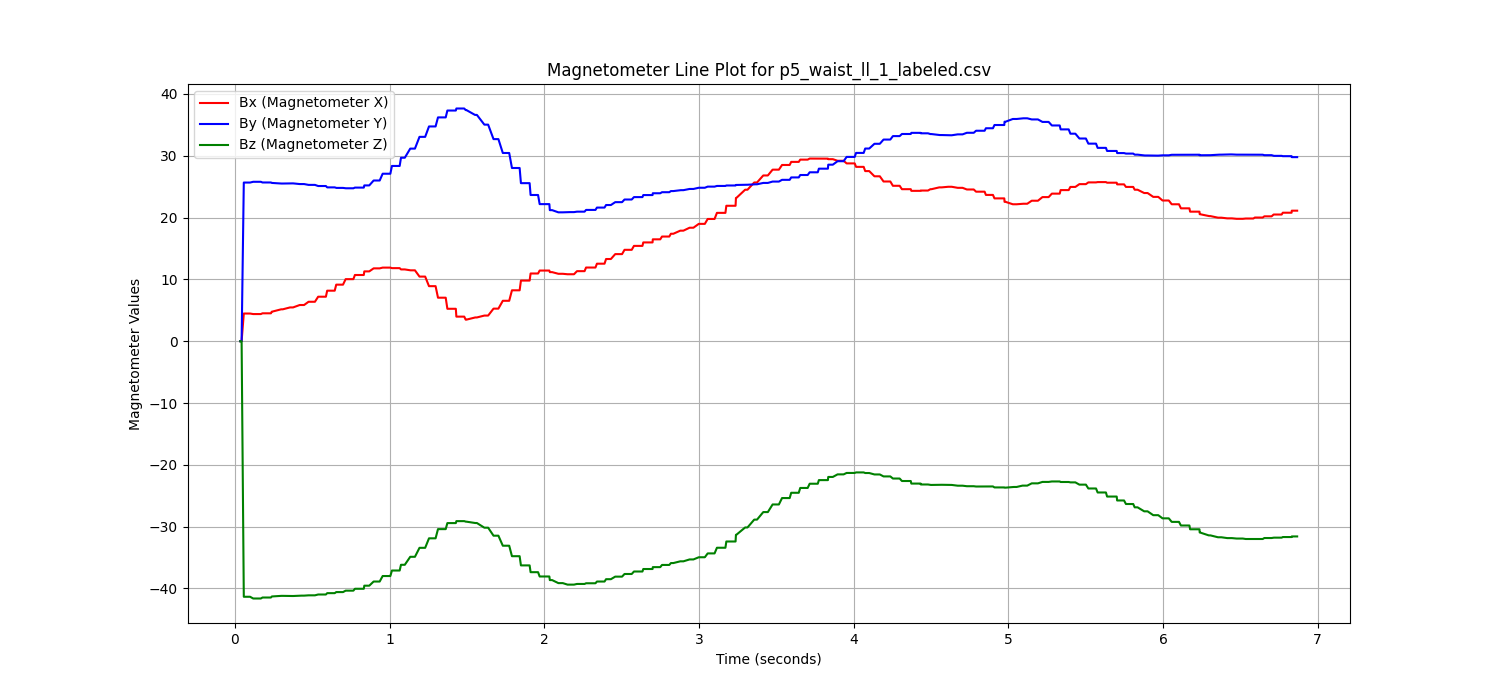 Magnetometer Line Plot for p5_waist_ll_1_labeled.csv
Bx (Magnetometer X)
By (Magnetometer Y)
Bz (Magnetometer Z)
40
30
20
10
0
−10
−20
−30
−40
Magnetometer Values
0 1 2 3 4 5 6 7
Time (seconds)